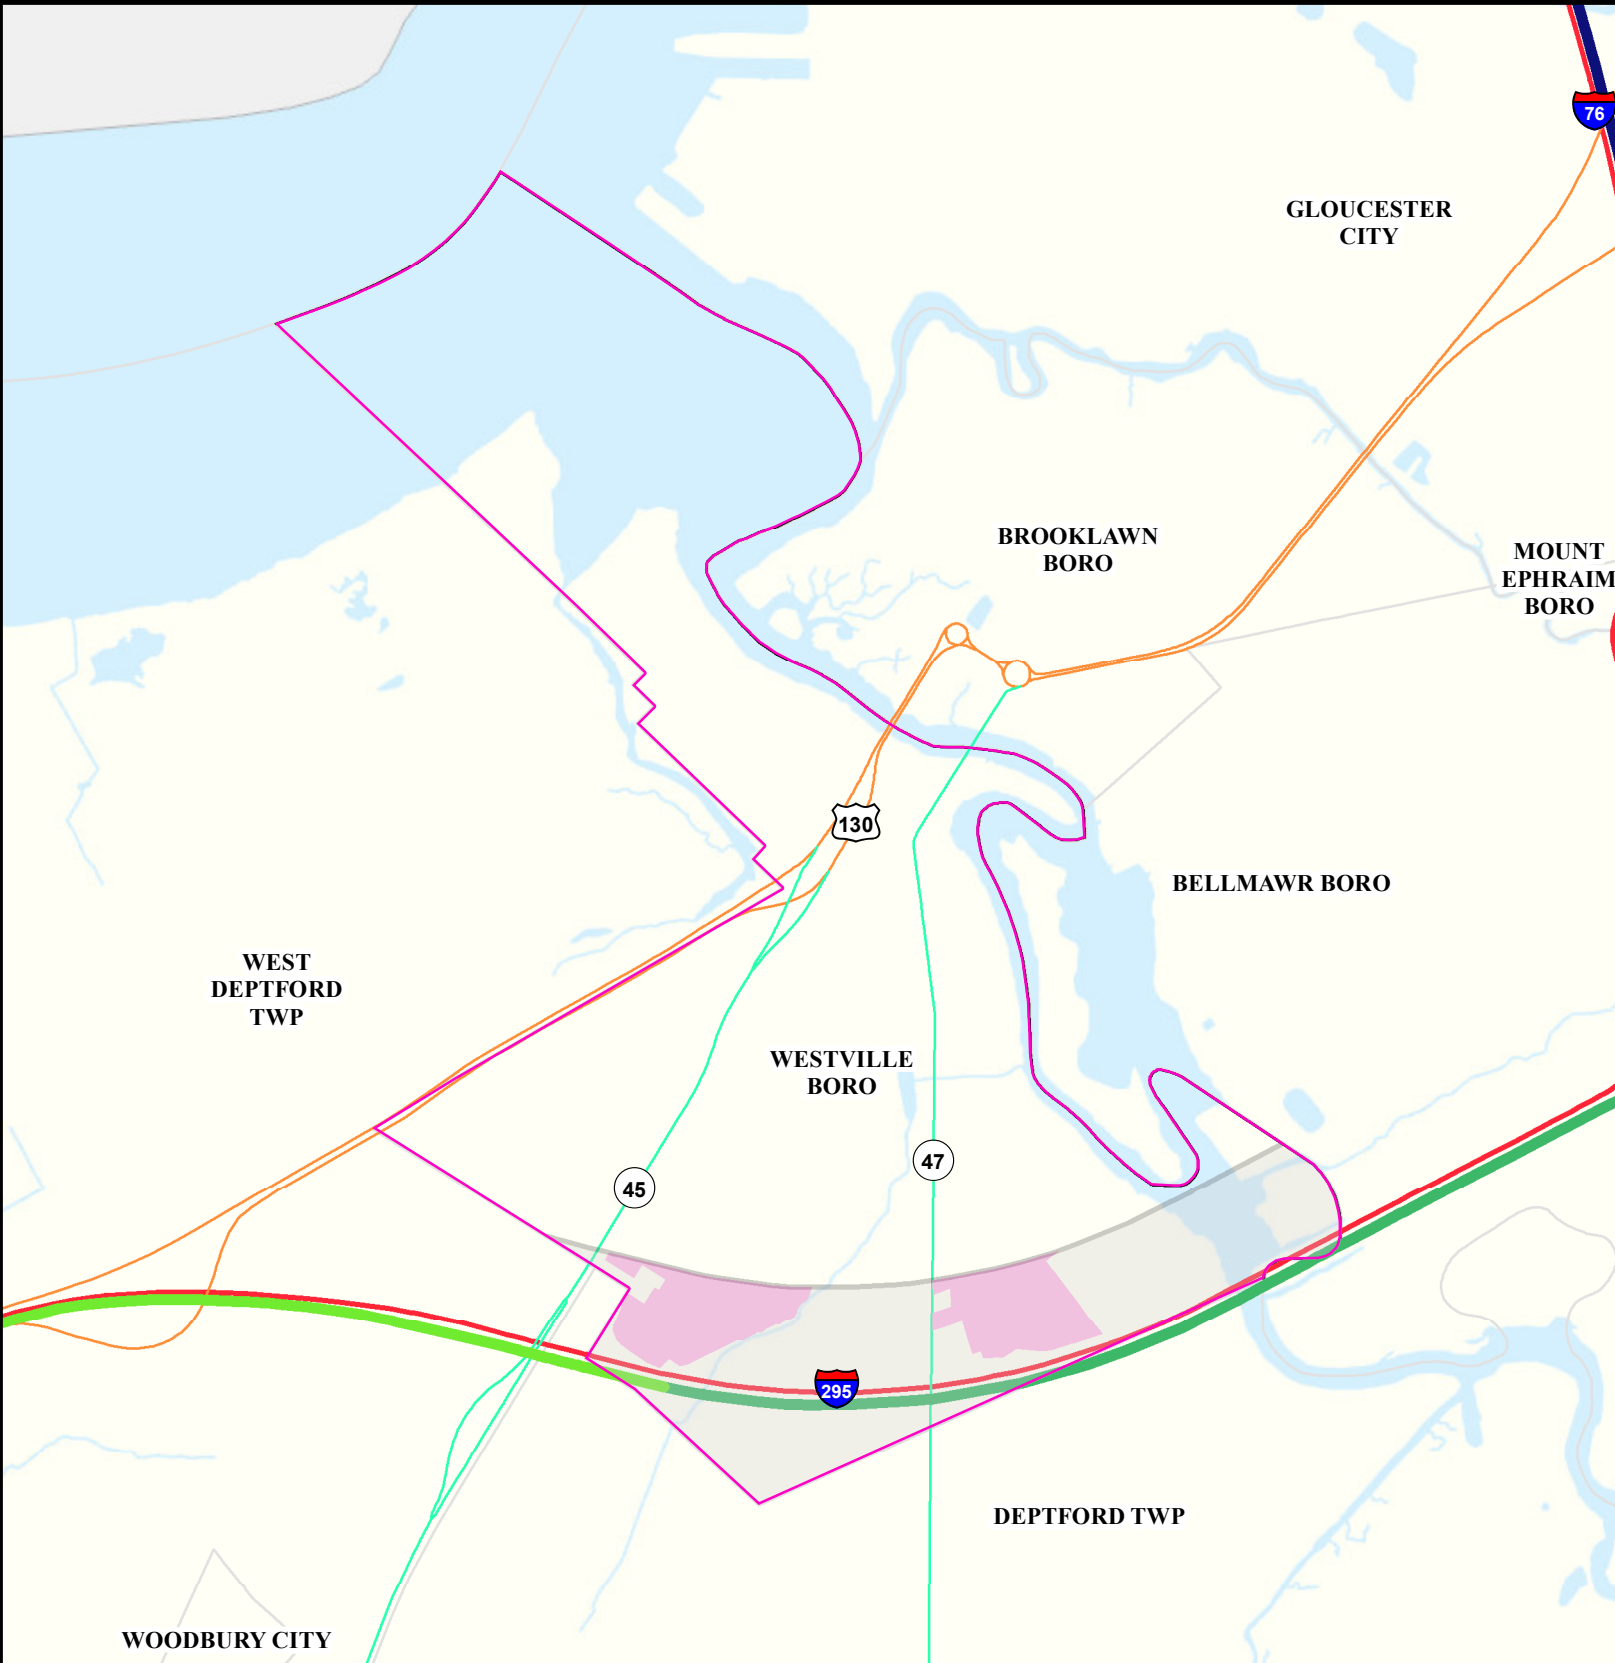 76
GLOUCESTER
CITY
BROOKLAWN
BORO
MOUNT
EPHRAIM
BORO
130
BELLMAWR BORO
WEST
DEPTFORD
TWP
WESTVILLE
BORO
47
45
295
DEPTFORD TWP
WOODBURY CITY